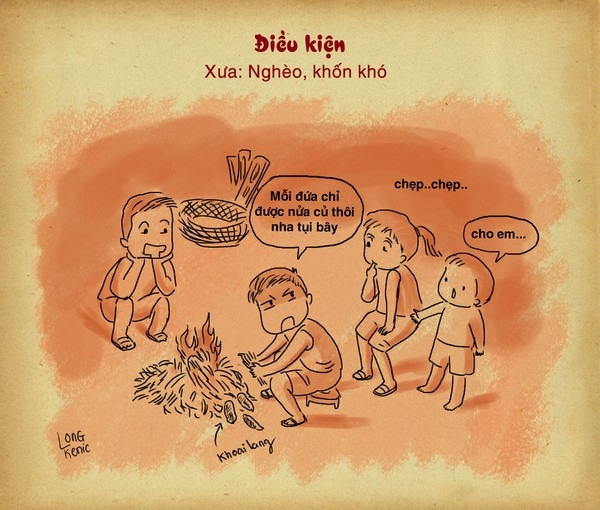 Điều kiện
Xưa: Nghèo, khốn khó
Mỗi đứa chỉ
được nửa củ thôi
nha tụi bây
chẹp..chẹp..
cho em...
Khoai lang
LONG
Kenic